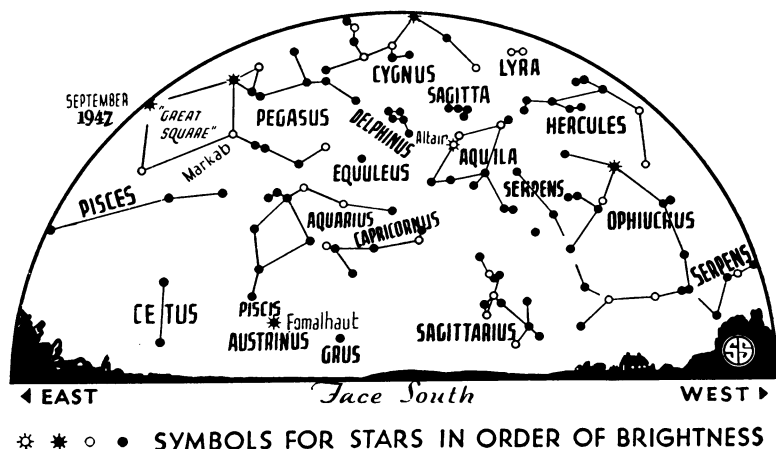 CYGNUS
LYRA
SEPTEMBER
1947
"GREAT
SQUARE"
PEGASUS
DELPHINUS
SAGITTA
HERCULES
Altair
AQUILA
Markab
EQUULEUS
SERPENS
PISCES
AQUARIUS
CAPRICORNUS
OPHIUCHUS
SERPENS
CETUS
PISCIS
AUSTRINUS
Fomalhaut
GRUS
SAGITTARIUS
SS
EAST
Face South
WEST
SYMBOLS FOR STARS IN ORDER OF BRIGHTNESS